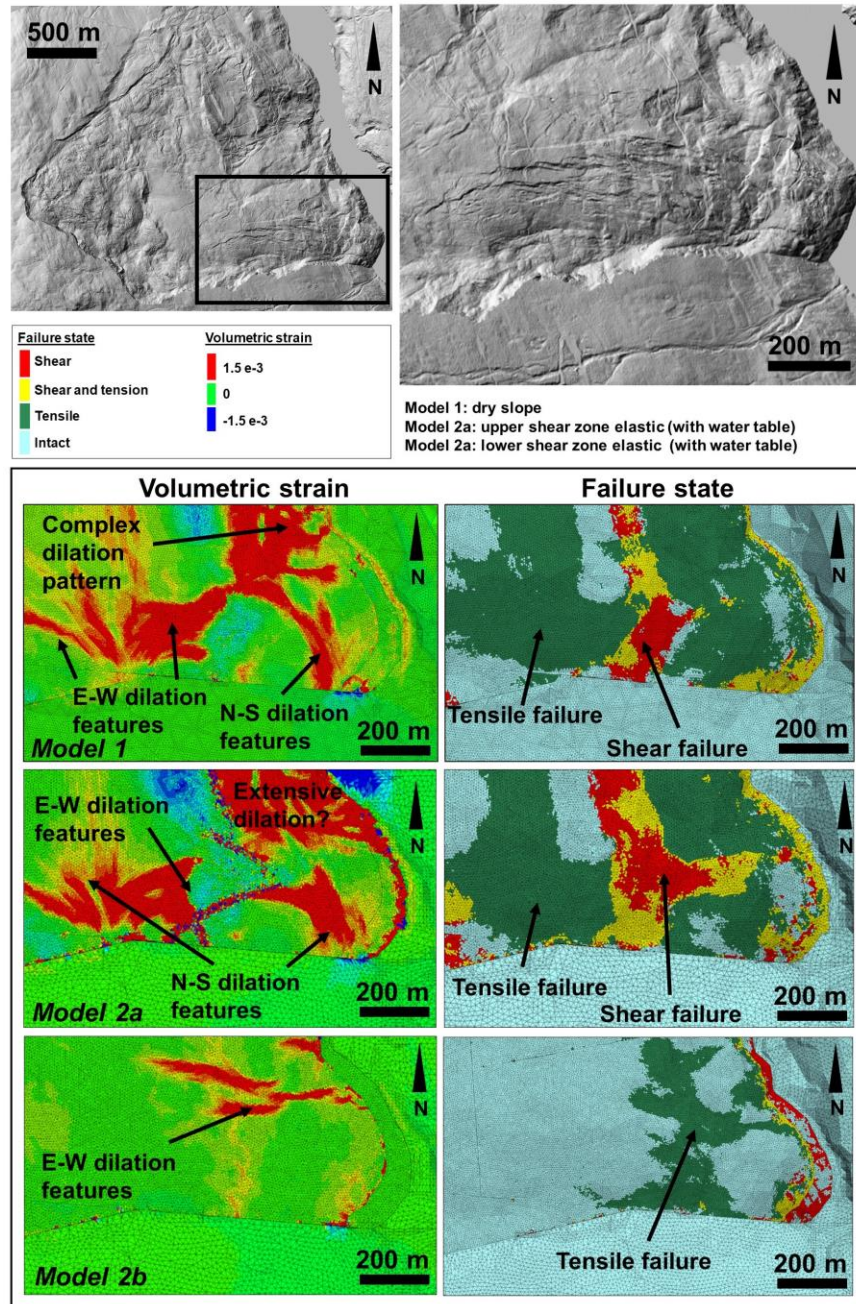 500 m
N
N
200 m
Failure state
Shear
Shear and tension
Tensile
Intact
Volumetric strain
1.5 e-3
0
-1.5 e-3
Model 1: dry slope
Model 2a: upper shear zone elastic (with water table)
Model 2a: lower shear zone elastic (with water table)
Volumetric strain
Failure state
Complex
dilation
pattern
N
E-W dilation
features
N-S dilation
features
Model 1
200 m
N
Tensile failure
Shear failure
200 m
E-W dilation
features
Extensive
dilation?
N
N-S dilation
features
Model 2a
200 m
N
Tensile failure
Shear failure
200 m
N
E-W dilation
features
Model 2b
200 m
N
Tensile failure
200 m